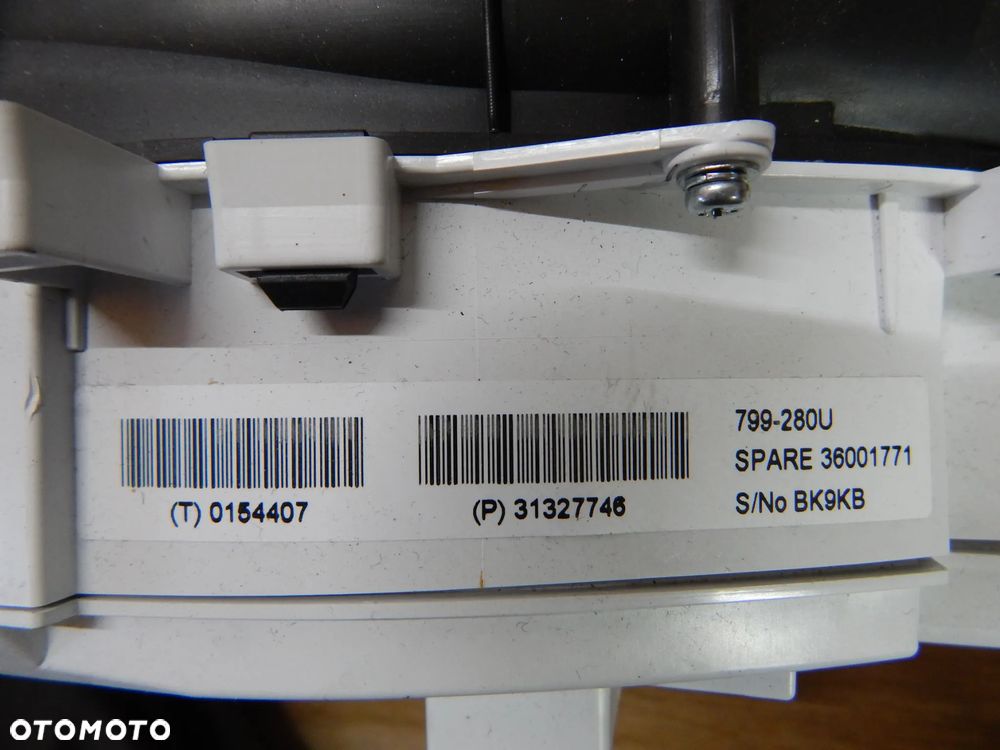 (T) 0154407
(P) 31327746
799-280U
SPARE 36001771
S/No BK9KB
OTOMOTO